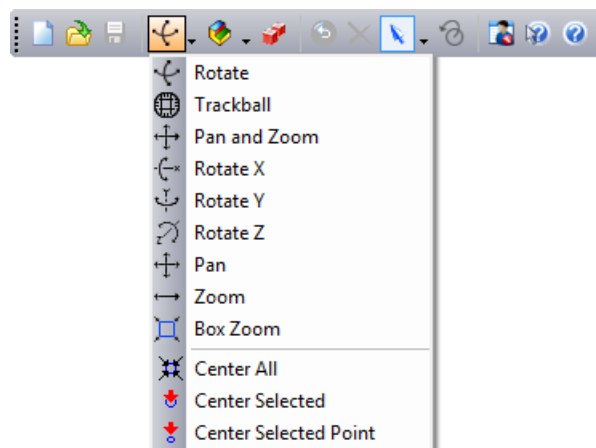 Rotate
Trackball
Pan and Zoom
Rotate X
Rotate Y
Rotate Z
Pan
Zoom
Box Zoom
Center All
Center Selected
Center Selected Point